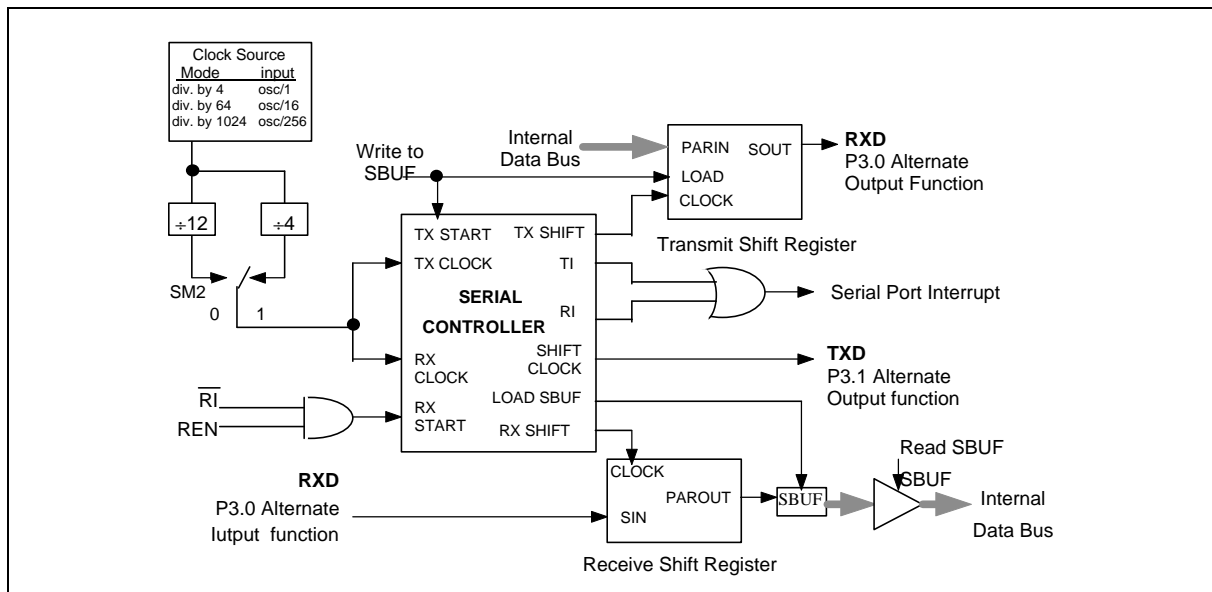 Clock Source
Mode input
div. by 4 osc/1
div. by 64 osc/16
div. by 1024 osc/256
÷12
÷4
SM2
0 1
Write to
SBUF
Internal
Data Bus
PARIN SOUT
LOAD
CLOCK
Transmit Shift Register
RXD
P3.0 Alternate
Output Function
TX START TX SHIFT
TX CLOCK TI
SERIAL
CONTROLLER
RI
RX
CLOCK
SHIFT
CLOCK
LOAD SBUF
RX
START
RX SHIFT
Serial Port Interrupt
TXD
P3.1 Alternate
Output function
RI
REN
RXD
P3.0 Alternate
Iutput function
CLOCK
PAROUT
SIN
Receive Shift Register
SBUF
Read SBUF
SBUF
Internal
Data Bus